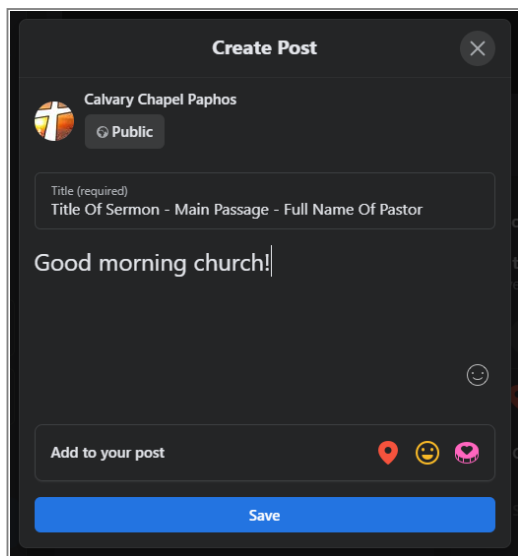 Create Post
Calvary Chapel Paphos
Public
Title (required)
Title Of Sermon - Main Passage - Full Name Of Pastor
Good morning church!
Add to your post
Save